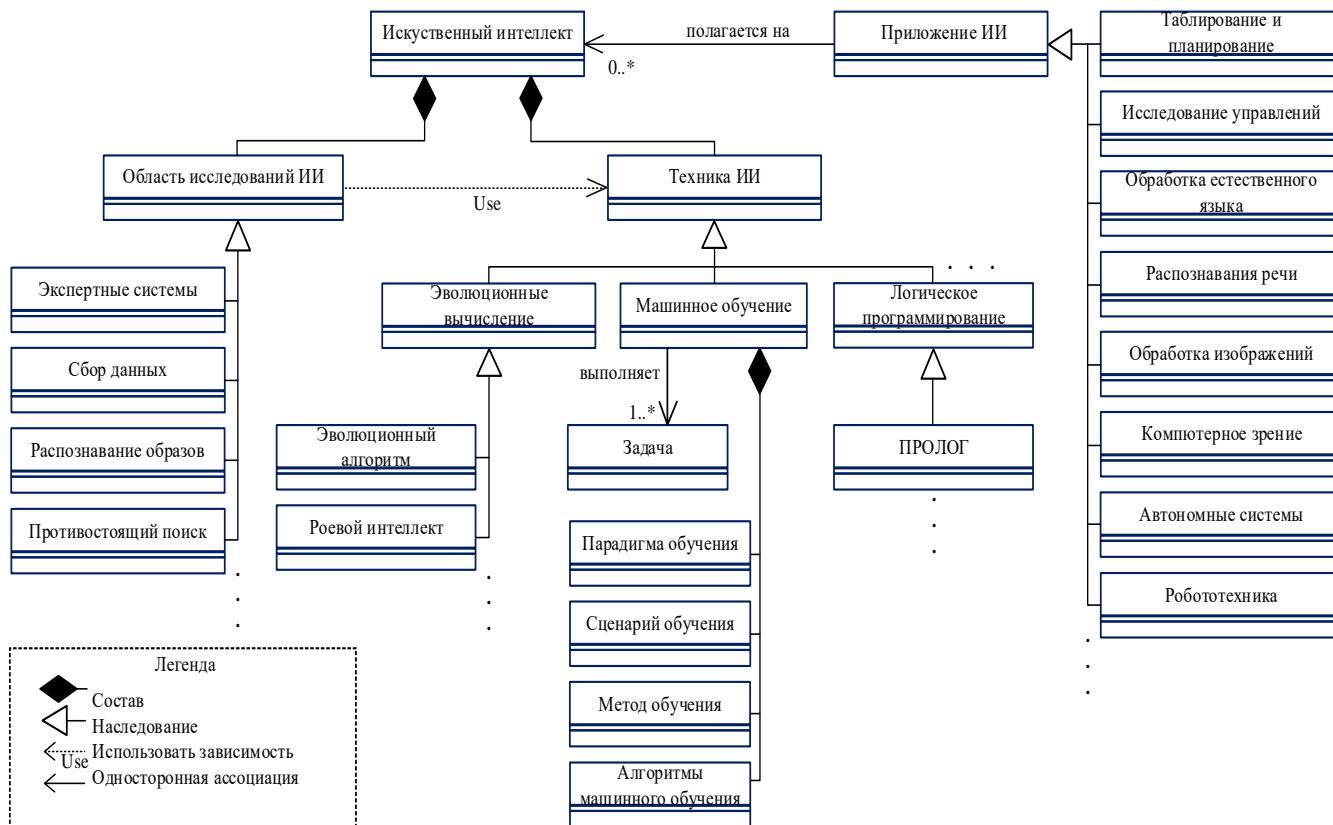 Искуственный интеллект
полагается на
0..*
Приложение ИИ
Таблирование и
планирование
Исследование управлений
Обработка естественного
языка
Распознавания речи
Обработка изображений
Компютерное зрение
Автономные системы
Робототехника
. . .
Область исследований ИИ
Use
Техника ИИ
Экспертные системы
Сбор данных
Распознавание образов
Противостоящий поиск
. . .
Эволюционные
вычисление
Машинное обучение
Логическое
программирование
. . . .
Эволюционный
алгоритм
Роевой интеллект
. . .
выполняет
1..*
Задача
ПРОЛОГ
. . .
Парадигма обучения
Сценарий обучения
Метод обучения
Алгоритмы
машинного обучения
Легенда
Состав
Наследование
Использовать зависимость
Use
Односторонная ассоциация